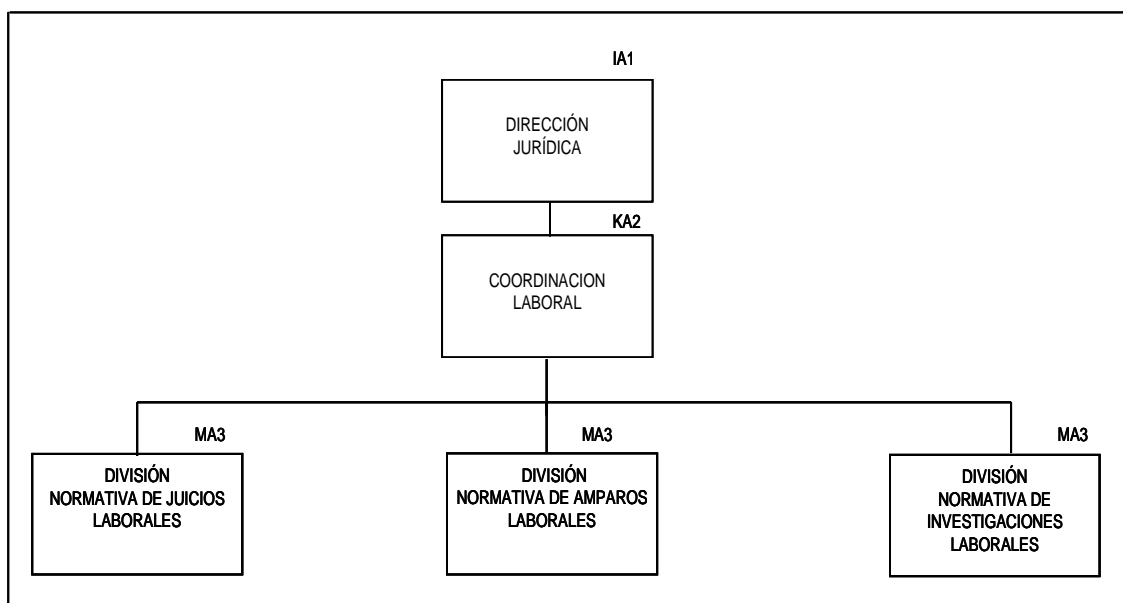 IA1
DIRECCIÓN
JURÍDICA
KA2
COORDINACION
LABORAL
MA3
DIVISIÓN
NORMATIVA DE JUICIOS
LABORALES
MA3
DIVISIÓN
NORMATIVA DE AMPAROS
LABORALES
MA3
DIVISIÓN
NORMATIVA DE
INVESTIGACIONES
LABORALES